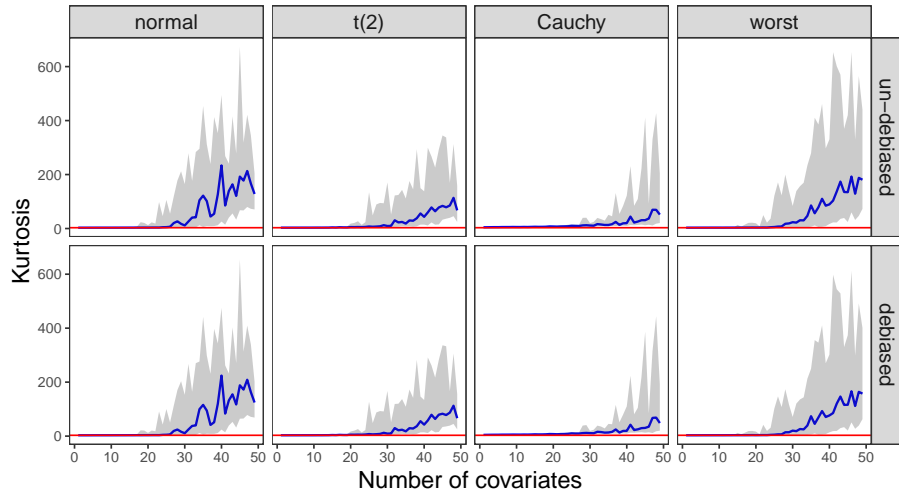 normal t(2) Cauchy worst
600
400
200
0
un−debiased
Kurtosis
600
400
200
0
debiased
0 10 20 30 40 50 0 10 20 30 40 50 0 10 20 30 40 50 0 10 20 30 40 50
Number of covariates